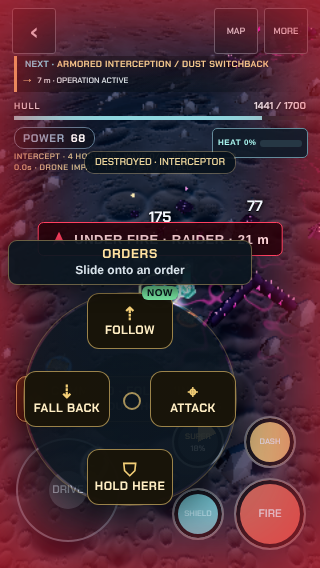 ‹
MAP
MORE
NEXT · ARMORED INTERCEPTION / DUST SWITCHBACK
→ 7 m · OPERATION ACTIVE
HULL
1441 / 1700
POWER 68
HEAT 0%
INTERCEPT · 4 HO
0.0s · DRONE IMP
DESTROYED · INTERCEPTOR
77
175
UNDER FIRE · RAIDER · 21 m
ORDERS
Slide onto an order
NOW
FOLLOW
FALL BACK
ATTACK
HOLD HERE
DASH
DRIVE
SHIELD
FIRE